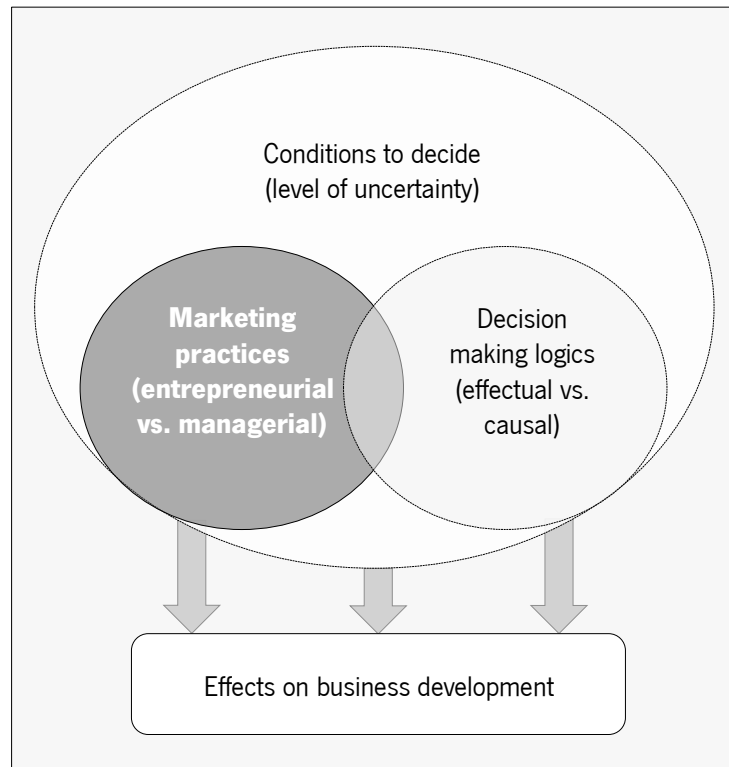 Conditions to decide
(level of uncertainty)
Marketing
practices
(entrepreneurial
vs. managerial)
Decision
making logics
(effectual vs.
causal)
Effects on business development